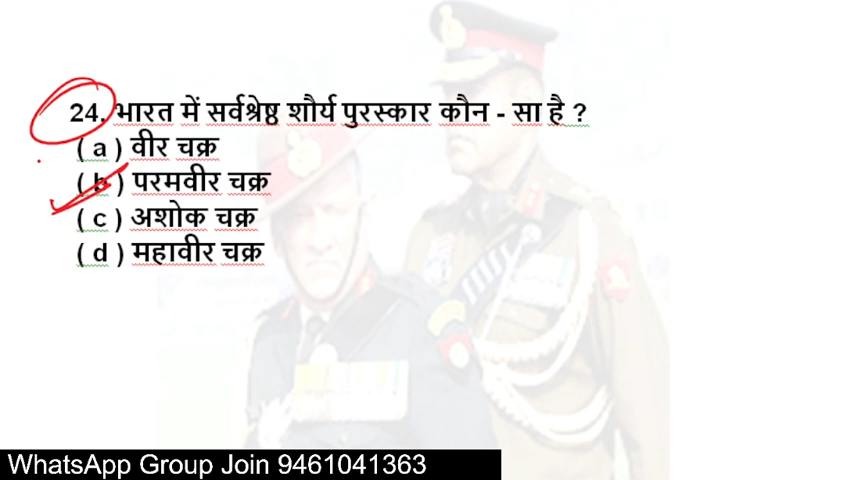 24. भारत में सर्वश्रेष्ठ शौर्य पुरस्कार कौन - सा है ?
( a ) वीर चक्र
( b ) परमवीर चक्र
( c ) अशोक चक्र
( d ) महावीर चक्र
WhatsApp Group Join 9461041363